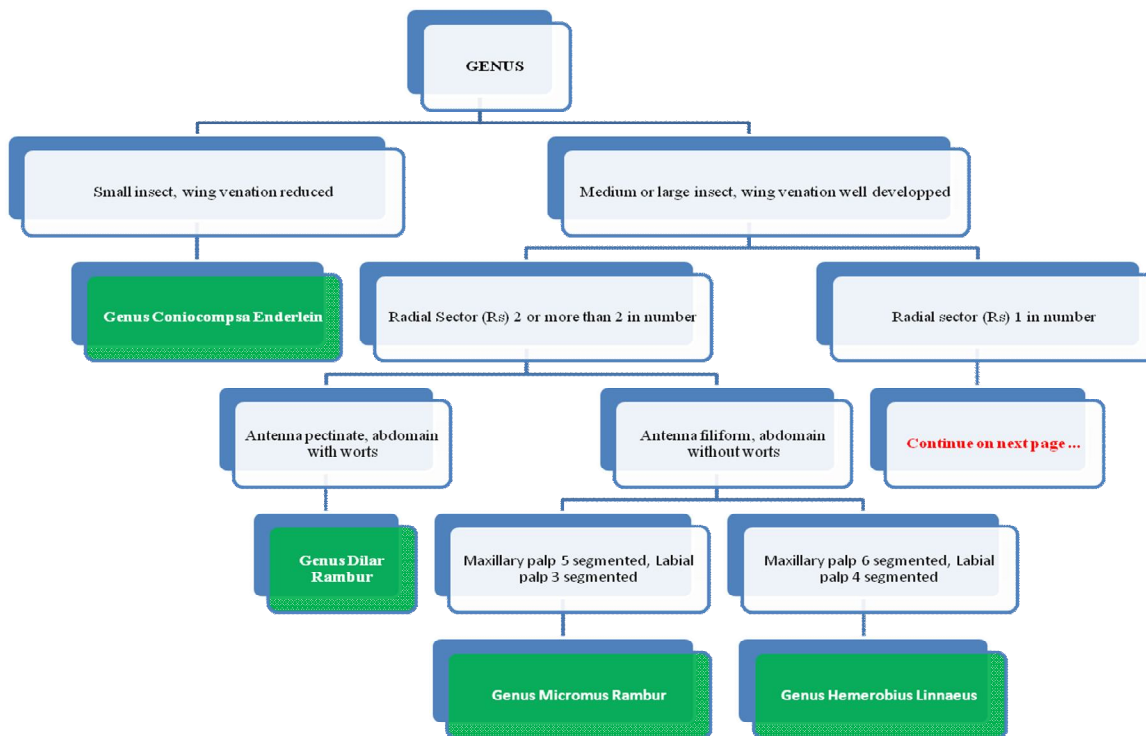 GENUS
Small insect, wing venation reduced
Medium or large insect, wing venation well developped
Genus Coniocompsa Enderlein
Radial Sector (Rs) 2 or more than 2 in number
Radial sector (Rs) 1 in number
Antenna pectinate, abdomain
with worts
Antenna filiform, abdomain
without worts
Continue on next page ...
Genus Dilar
Rambur
Maxillary palp 5 segmented, Labial
palp 3 segmented
Maxillary palp 6 segmented, Labial
palp 4 segmented
Genus Micromus Rambur
Genus Hemerobius Linnaeus